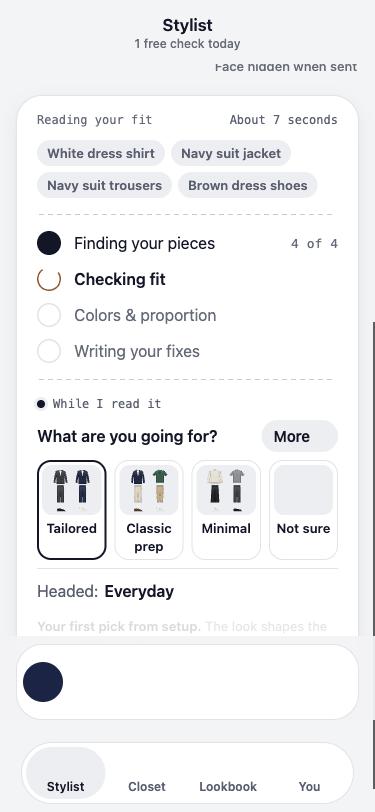 Stylist
1 free check today
Face hidden when sent
Reading your fit About 7 seconds
White dress shirt Navy suit jacket
Navy suit trousers Brown dress shoes
Finding your pieces 4 of 4
Checking fit
Colors & proportion
Writing your fixes
While I read it
What are you going for? More
Tailored Classic prep Minimal Not sure
Headed: Everyday
Your first pick from setup. The look shapes the
Stylist Closet Lookbook You